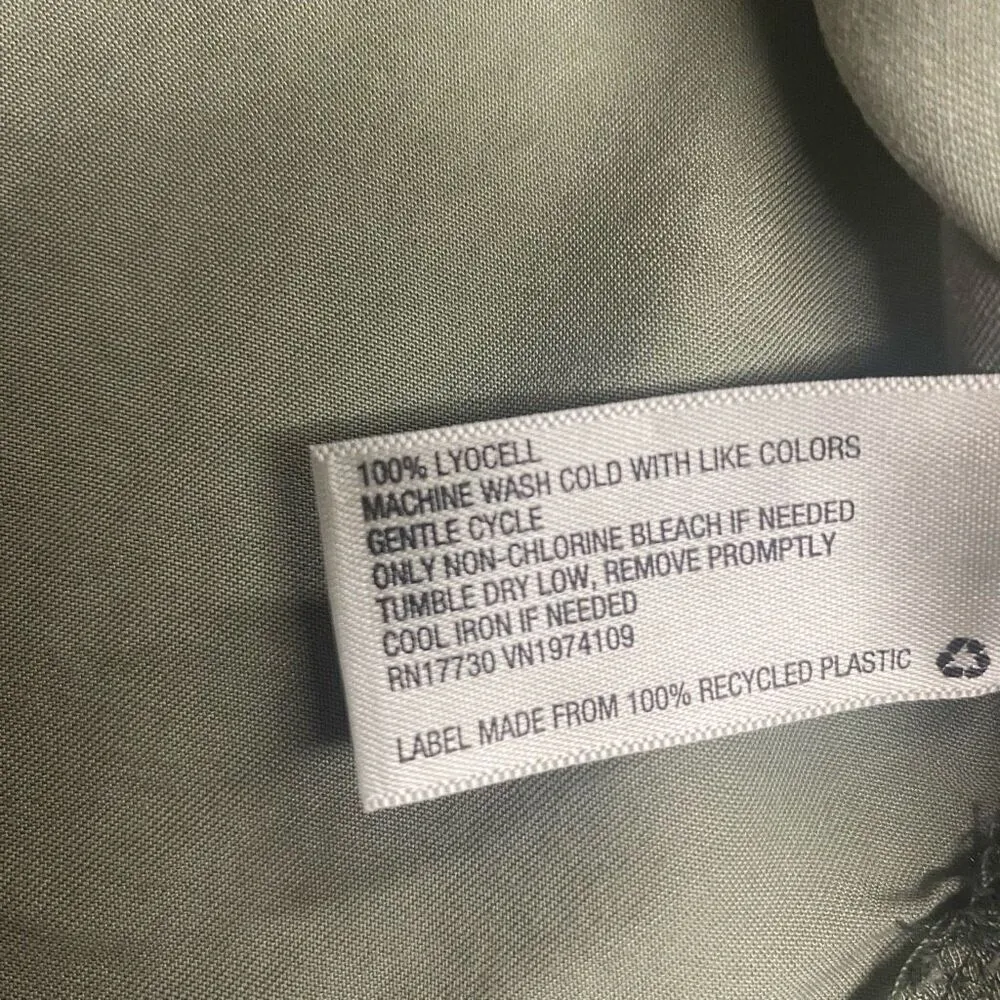 100% LYOCELL
MACHINE WASH COLD WITH LIKE COLORS
GENTLE CYCLE
ONLY NON-CHLORINE BLEACH IF NEEDED
TUMBLE DRY LOW, REMOVE PROMPTLY
COOL IRON IF NEEDED
RN17730 VN1974109
LABEL MADE FROM 100% RECYCLED PLASTIC